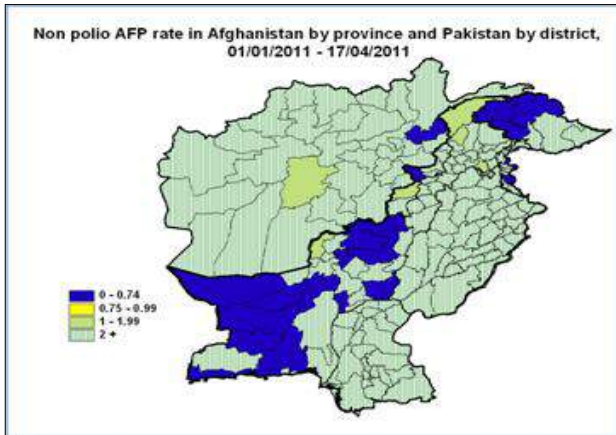 Non polio AFP rate in Afghanistan by province and Pakistan by district,
01/01/2011 - 17/04/2011
0 - 0.74
0.75 - 0.99
1 - 1.99
2 +